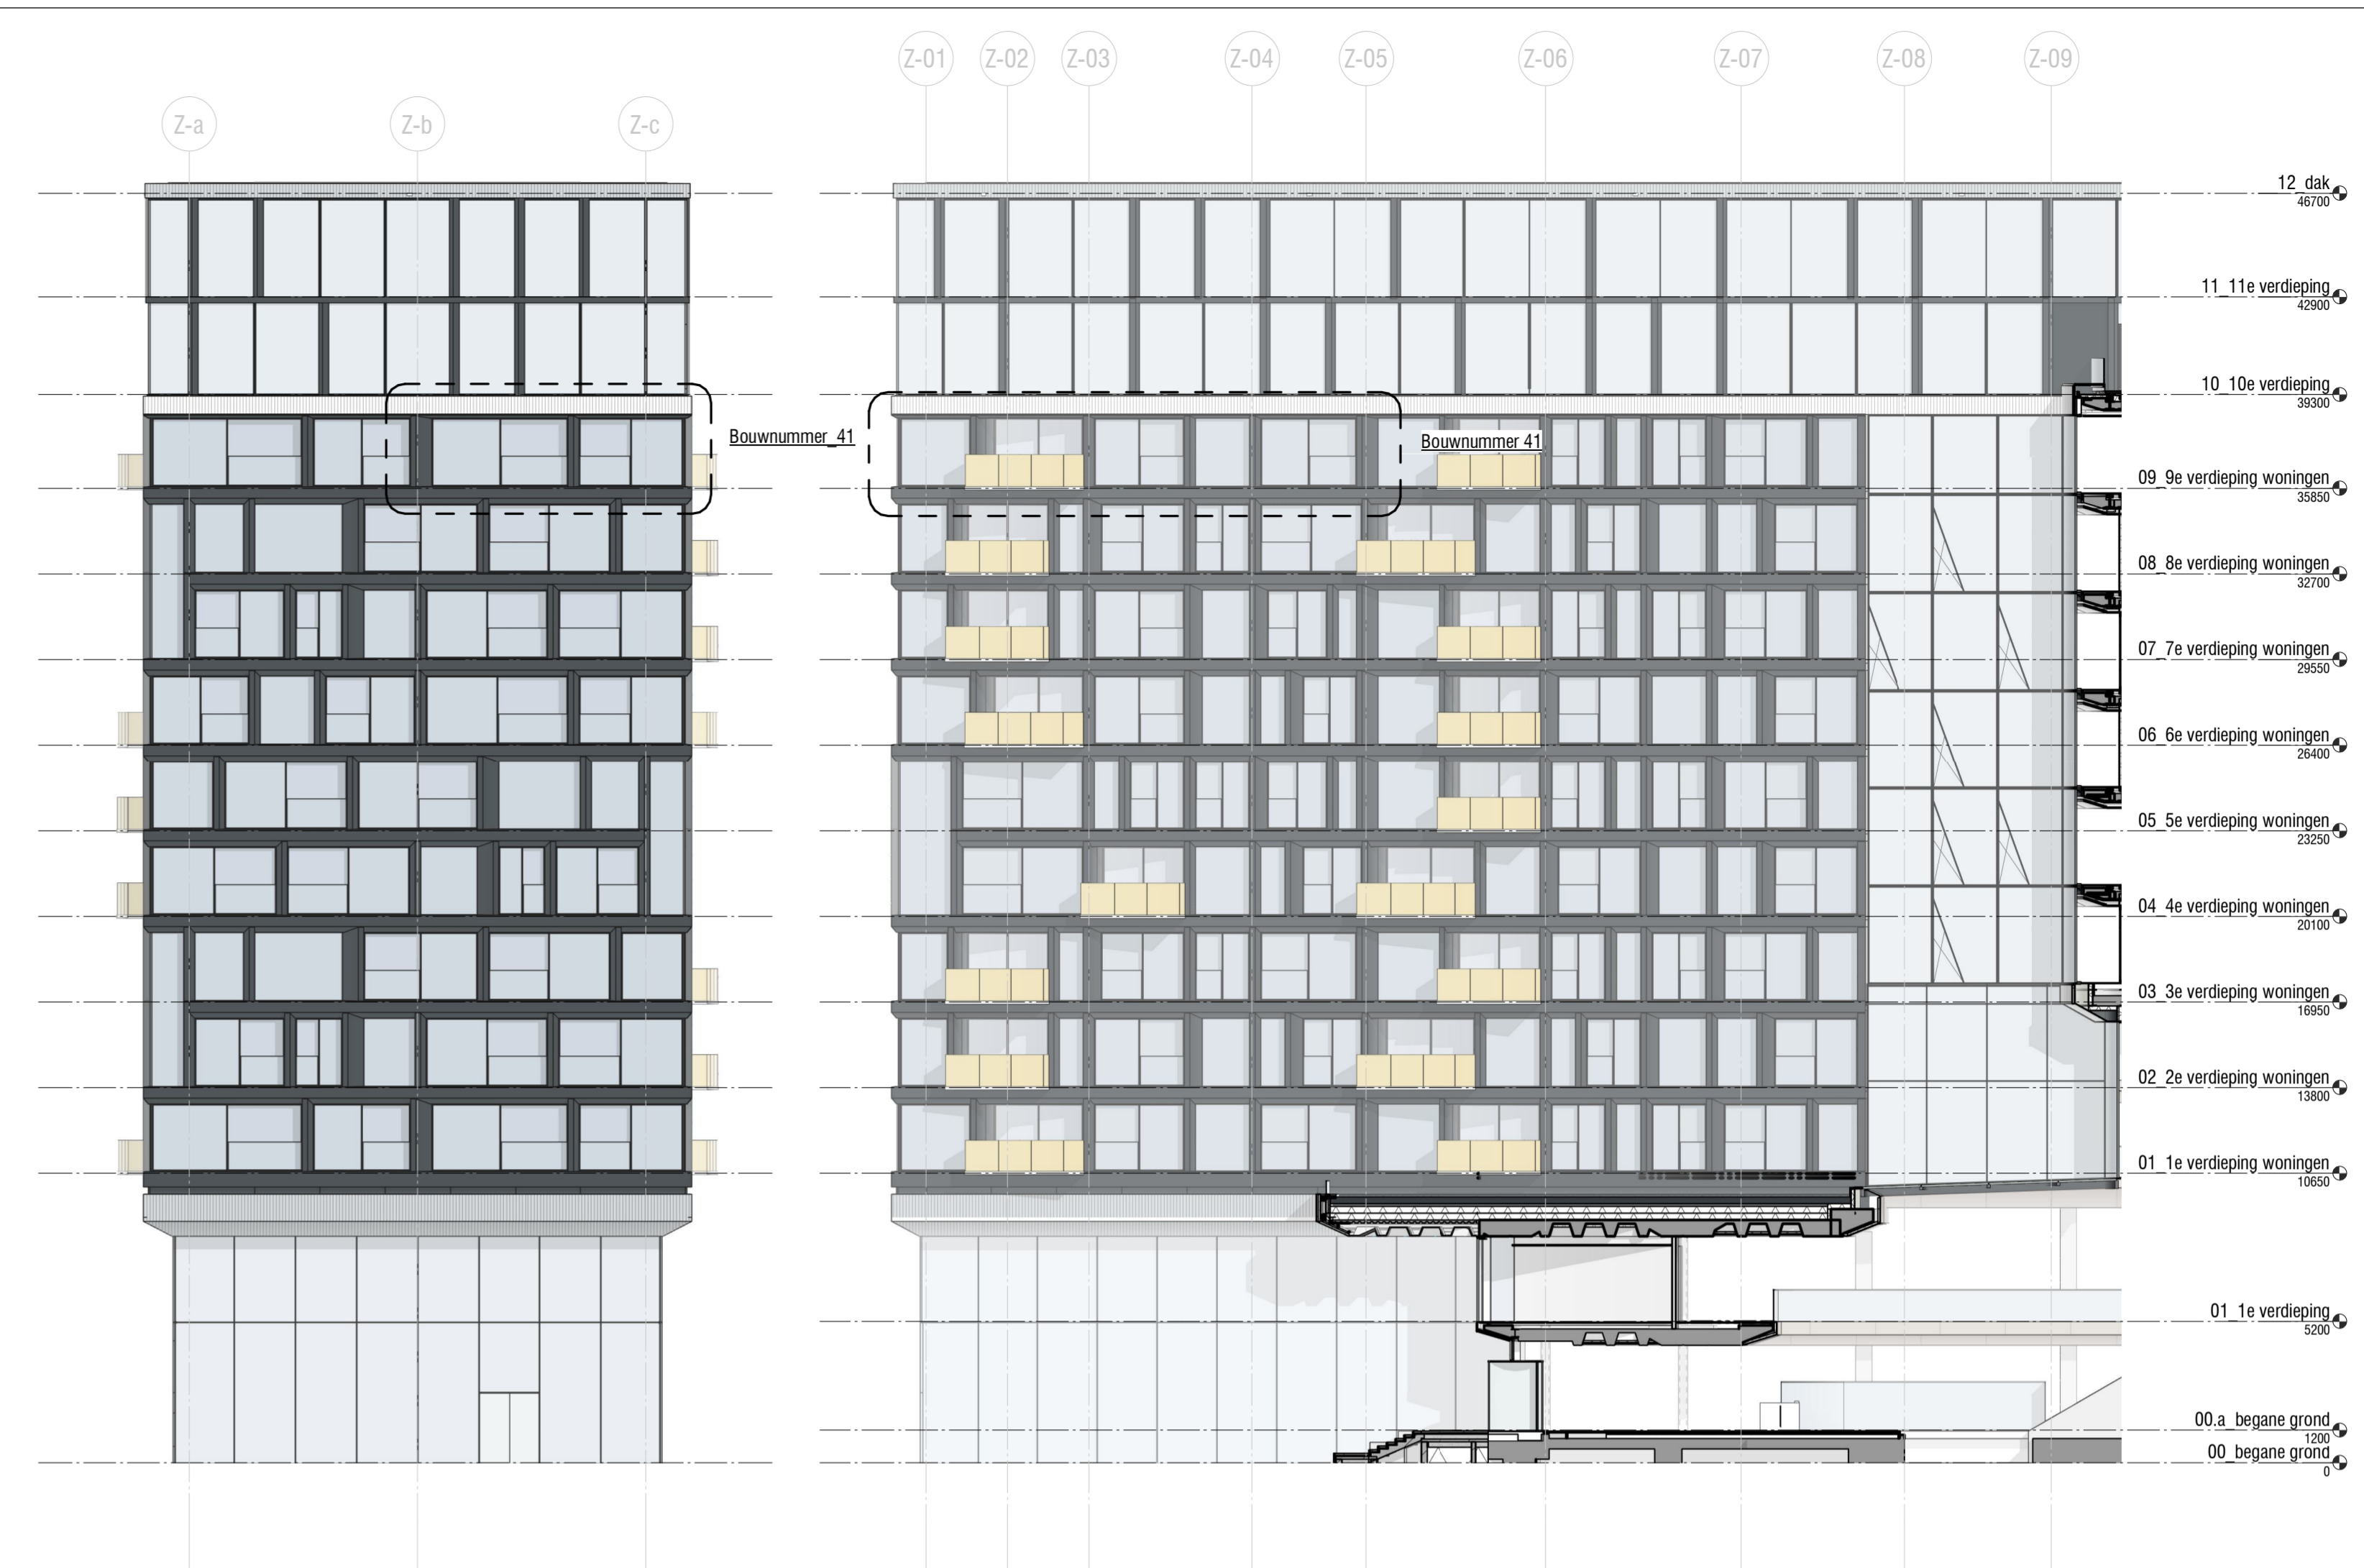 Z-01 Z-02 Z-03 Z-04 Z-05 Z-06 Z-07 Z-08 Z-09
Z-a Z-b Z-c
12_dak
46700
11_11e verdieping
42900
10_10e verdieping
39300
Bouwnummer_41
Bouwnummer 41
09_9e verdieping woningen
35850
08_8e verdieping woningen
32700
07_7e verdieping woningen
29550
06_6e verdieping woningen
26400
05_5e verdieping woningen
23250
04_4e verdieping woningen
20100
03_3e verdieping woningen
16950
02_2e verdieping woningen
13800
01_1e verdieping woningen
10650
01_1e verdieping
5200
00.a_begane grond
1200
00_begane grond
0